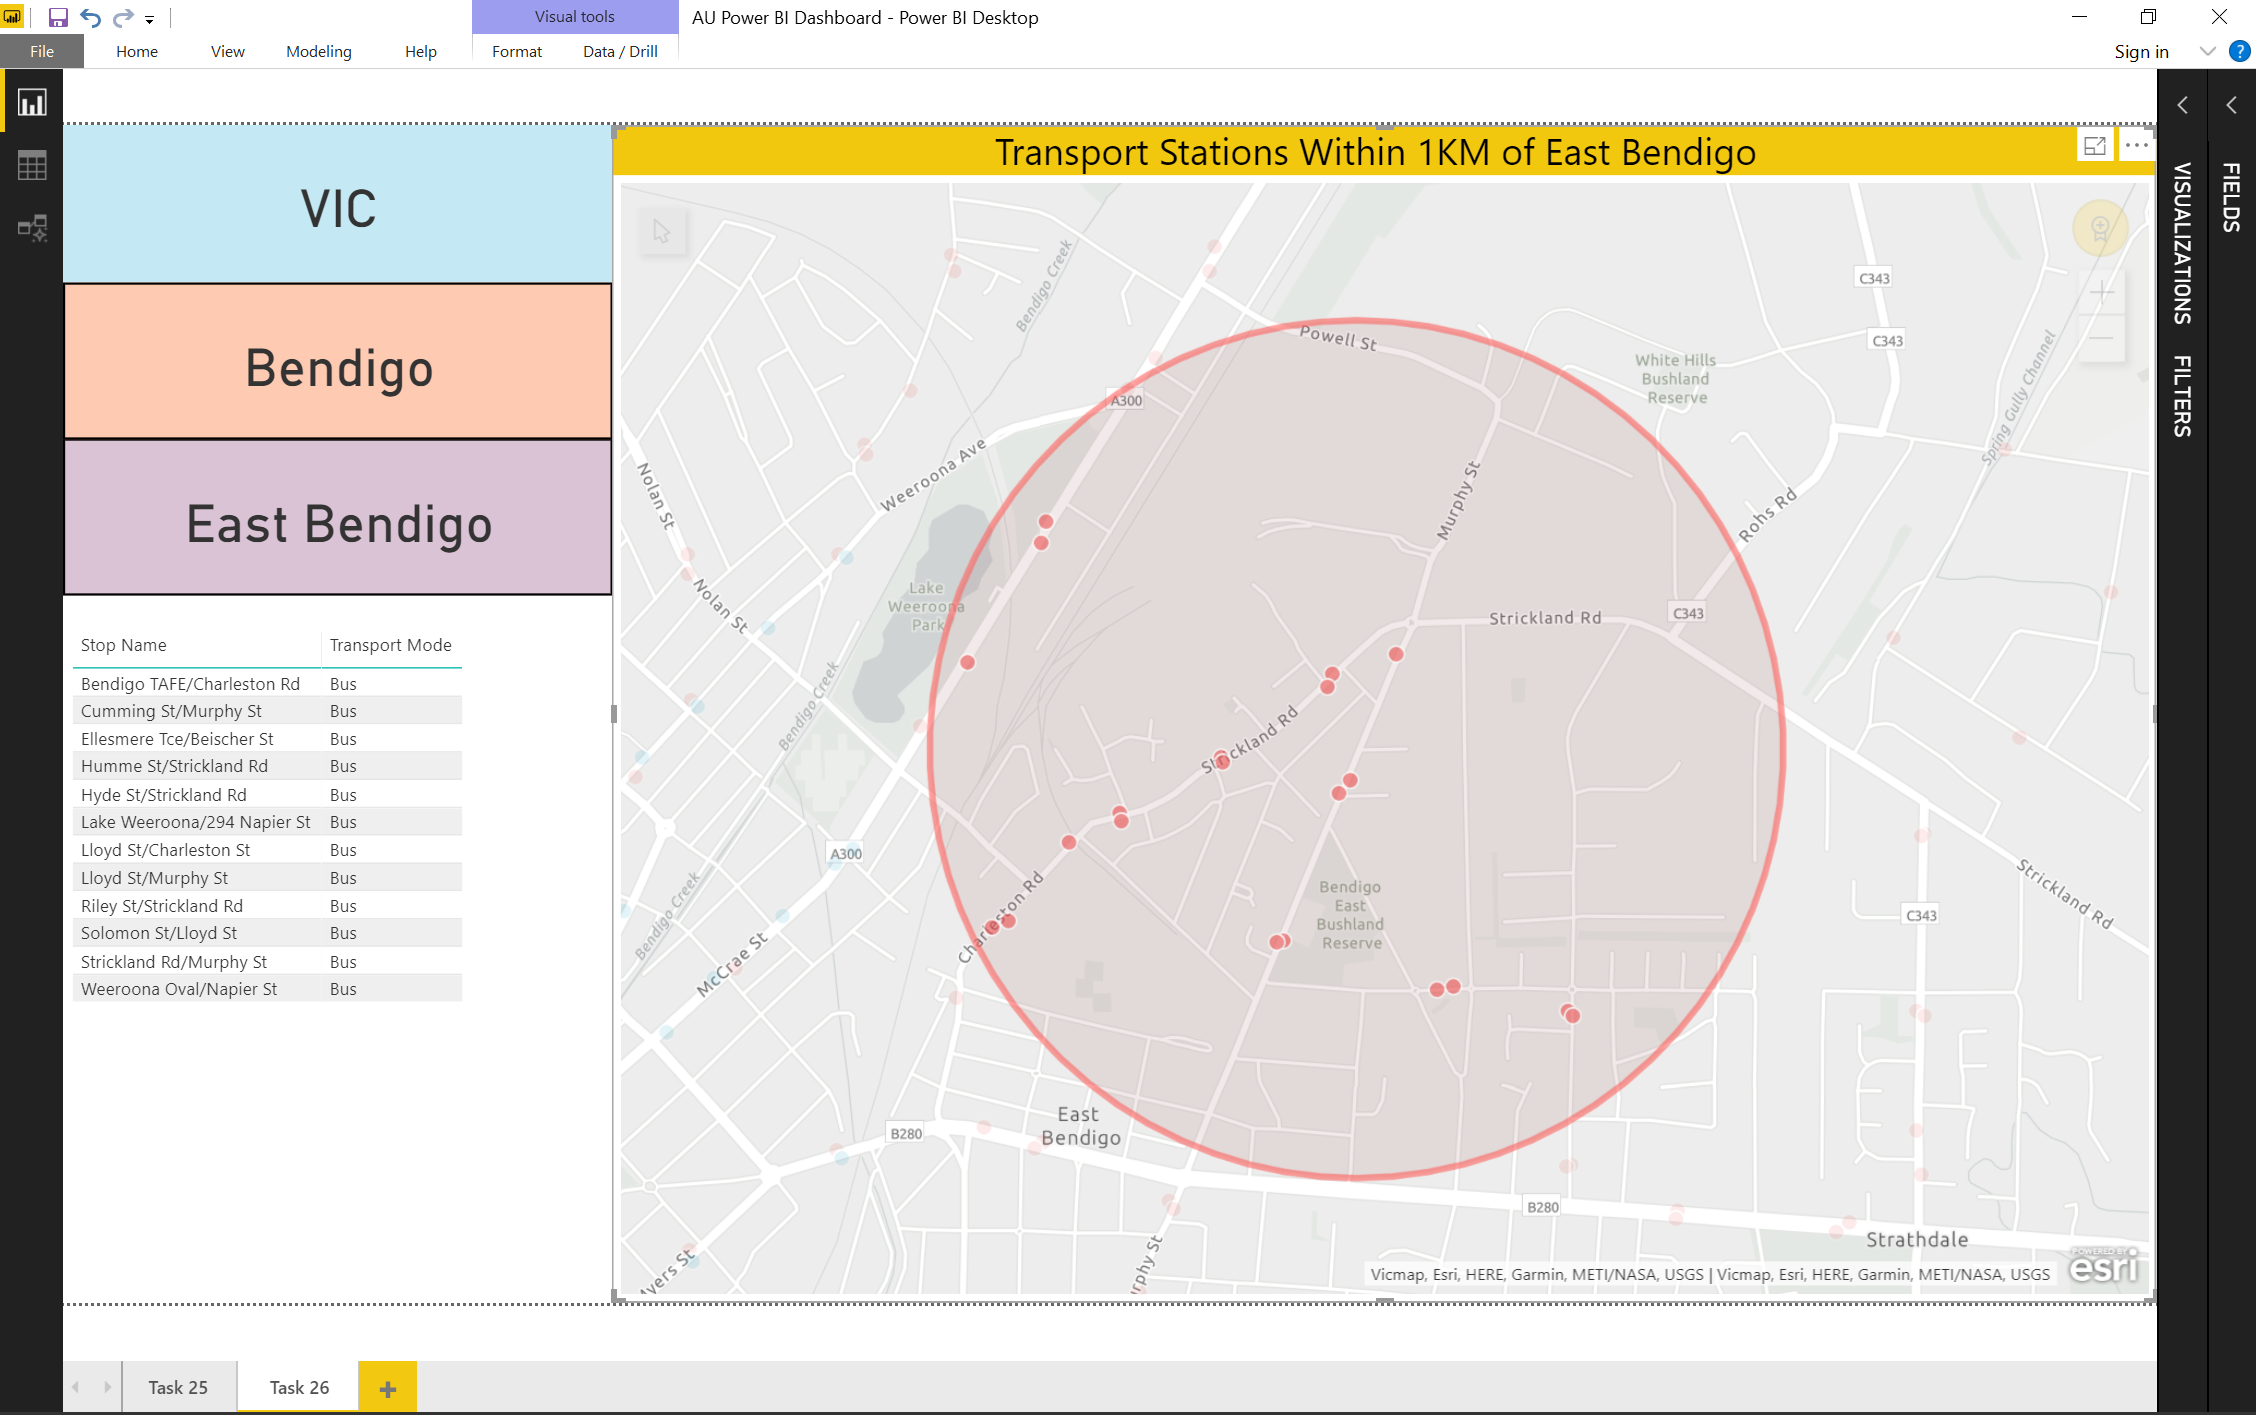 Visual tools
AU Power BI Dashboard - Power BI Desktop
File
Home
View
Modeling
Help
Format
Data / Drill
Sign in
?
VIC
Bendigo
East Bendigo
Stop Name Transport Mode
Bendigo TAFE/Charleston Rd Bus
Cumming St/Murphy St Bus
Ellesmere Tce/Beischer St Bus
Humme St/Strickland Rd Bus
Hyde St/Strickland Rd Bus
Lake Weeroona/294 Napier St Bus
Lloyd St/Charleston St Bus
Lloyd St/Murphy St Bus
Riley St/Strickland Rd Bus
Solomon St/Lloyd St Bus
Strickland Rd/Murphy St Bus
Weeroona Oval/Napier St Bus
Transport Stations Within 1KM of East Bendigo
Bendigo Creek
C343
Powell St
C343
White Hills
Bushland
Reserve
Spring Gully Channel
A300
Weeroona Ave
Nolan St
Murphy St
Rohs Rd
Lake
Weeroona
Park
Nolan St
Strickland Rd
C343
Bendigo Creek
Strickland Rd
A300
Bendigo Creek
Charleston Rd
Bendigo
East
Bushland
Reserve
Strickland Rd
C343
McCrae St
East
Bendigo
B280
B280
Strathdale
Myers St
urphy St
POWERED BY
esri
Vicmap, Esri, HERE, Garmin, METI/NASA, USGS | Vicmap, Esri, HERE, Garmin, METI/NASA, USGS
VISUALIZATIONS
FILTERS
FIELDS
Task 25
Task 26